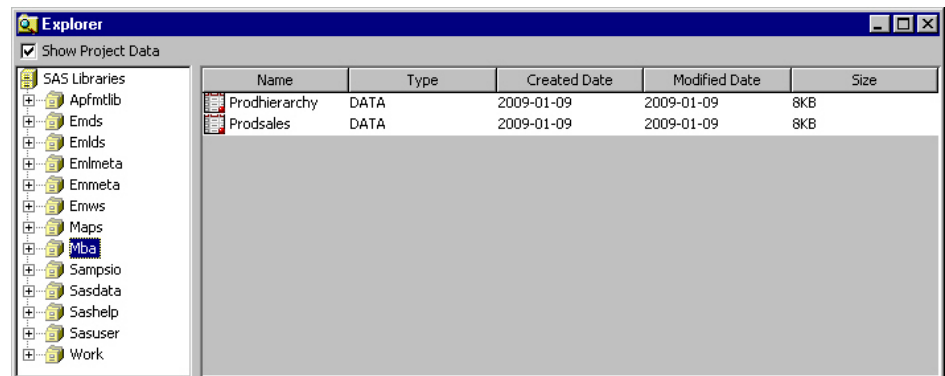 Explorer
Show Project Data
SAS Libraries
Apfmtlib
Emds
Emlds
Emlmeta
Emmeta
Emws
Maps
Mba
Sampsio
Sasdata
Sashelp
Sasuser
Work
Name Type Created Date Modified Date Size
Prodhierarchy DATA 2009-01-09 2009-01-09 8KB
Prodsales DATA 2009-01-09 2009-01-09 8KB